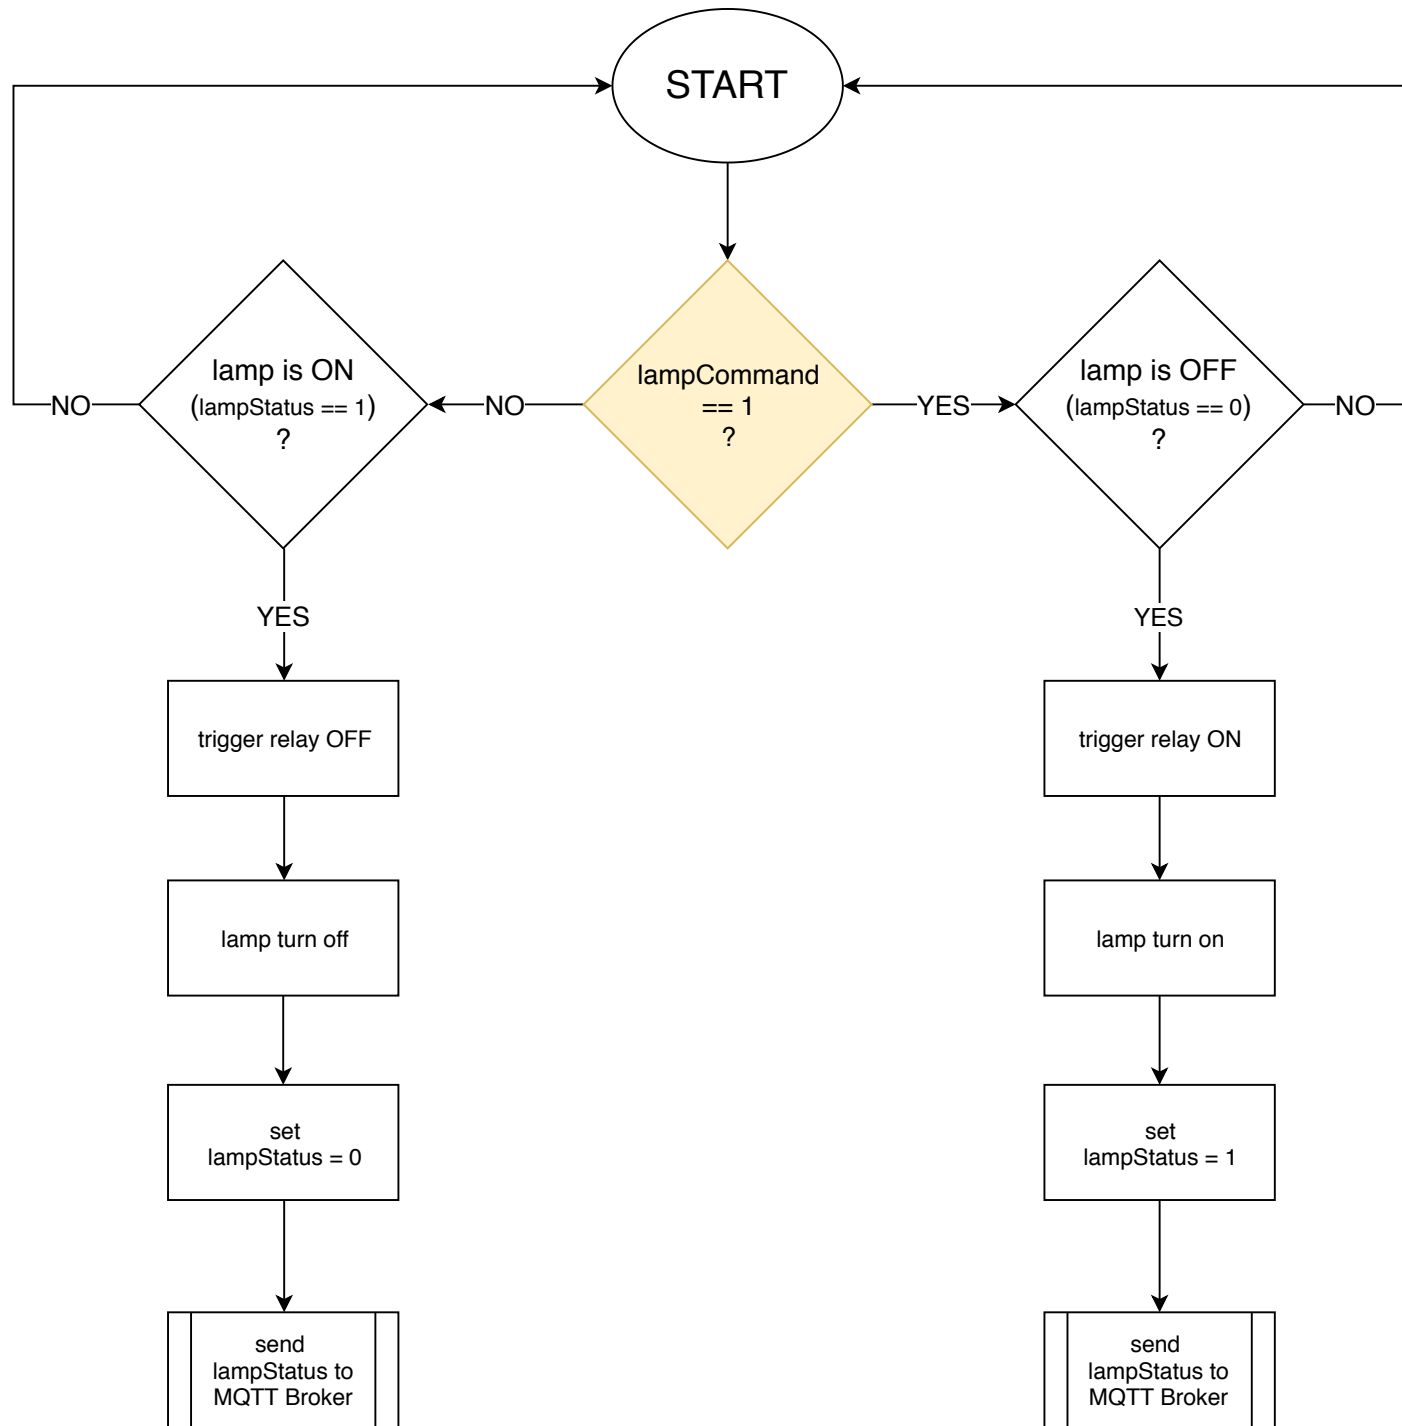 START
lamp is ON
(lampStatus == 1)
?
NO
NO
lampCommand
== 1
?
YES
lamp is OFF
(lampStatus == 0)
?
NO
YES
YES
trigger relay OFF
trigger relay ON
lamp turn off
lamp turn on
set
lampStatus = 0
set
lampStatus = 1
send
lampStatus to
MQTT Broker
send
lampStatus to
MQTT Broker